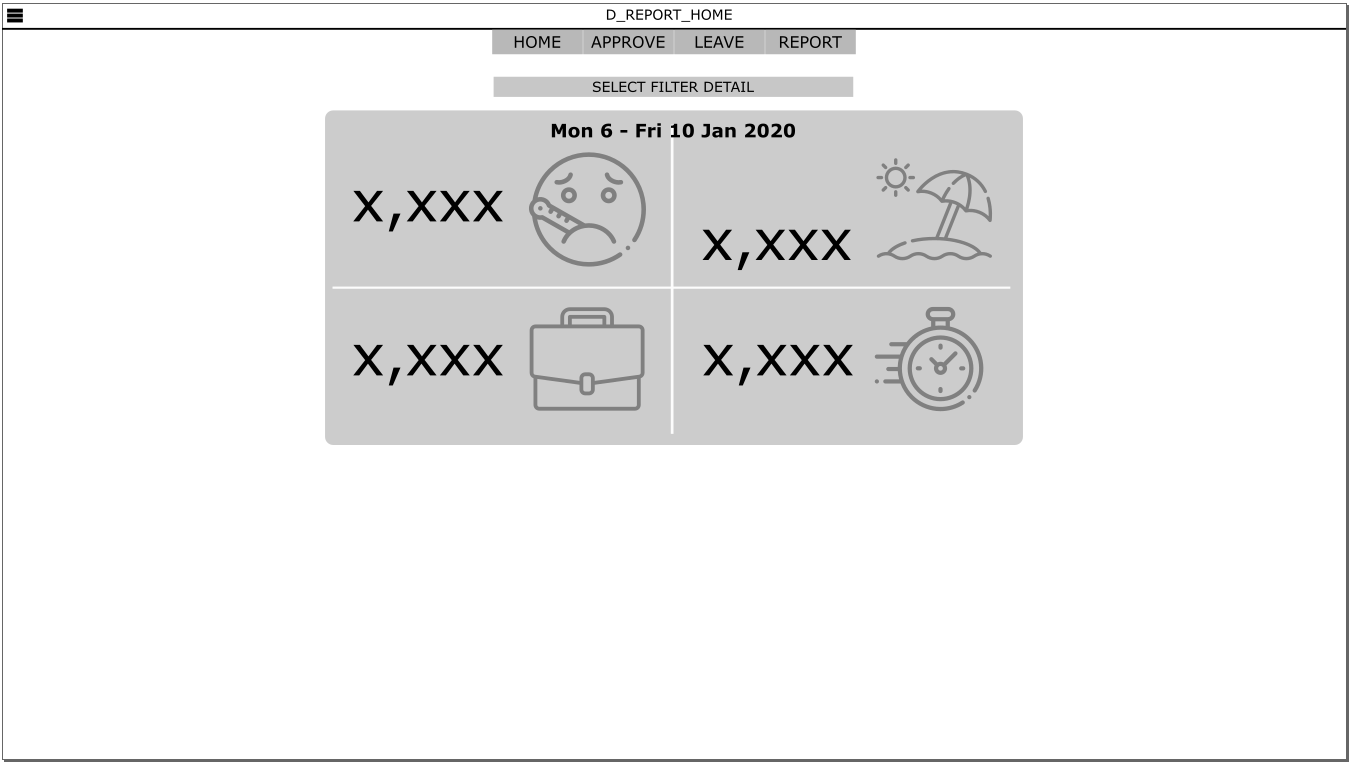 D_REPORT_HOME
HOME APPROVE LEAVE REPORT
SELECT FILTER DETAIL
Mon 6 - Fri 10 Jan 2020
x,xxx
x,xxx
x,xxx
x,xxx